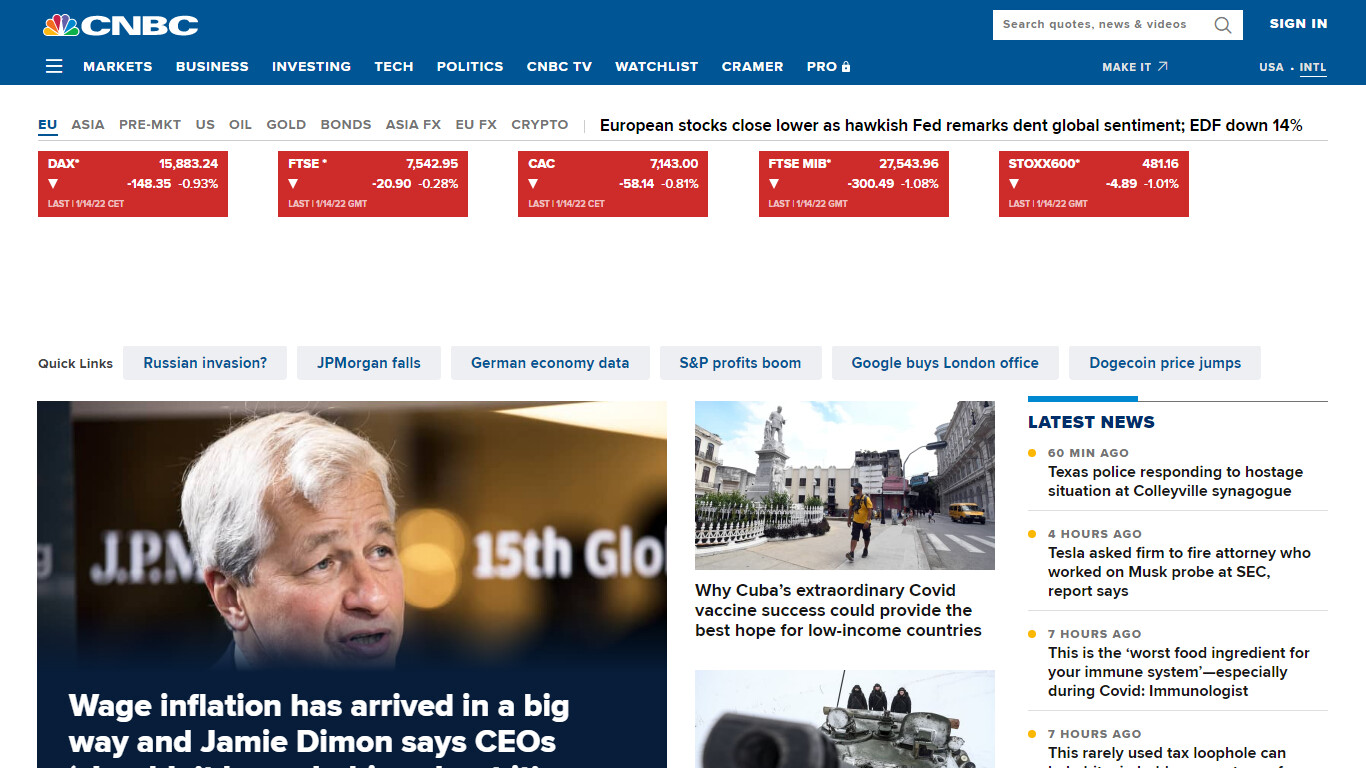 CNBC
Search quotes, news & videos
SIGN IN
MARKETS BUSINESS INVESTING TECH POLITICS CNBC TV WATCHLIST CRAMER PRO
MAKE IT
USA • INTL
EU ASIA PRE-MKT US OIL GOLD BONDS ASIA FX EU FX CRYPTO
European stocks close lower as hawkish Fed remarks dent global sentiment; EDF down 14%
DAX* 15,883.24
-148.35 -0.93%
LAST | 1/14/22 CET
FTSE * 7,542.95
-20.90 -0.28%
LAST | 1/14/22 GMT
CAC 7,143.00
-58.14 -0.81%
LAST | 1/14/22 CET
FTSE MIB* 27,543.96
-300.49 -1.08%
LAST | 1/14/22 GMT
STOXX600* 481.16
-4.89 -1.01%
LAST | 1/14/22 GMT
Quick Links
Russian invasion?
JPMorgan falls
German economy data
S&P profits boom
Google buys London office
Dogecoin price jumps
J.P.M
15th Glo
Wage inflation has arrived in a big
way and Jamie Dimon says CEOs
Why Cuba’s extraordinary Covid
vaccine success could provide the
best hope for low-income countries
LATEST NEWS
60 MIN AGO
Texas police responding to hostage
situation at Colleyville synagogue
4 HOURS AGO
Tesla asked firm to fire attorney who
worked on Musk probe at SEC,
report says
7 HOURS AGO
This is the ‘worst food ingredient for
your immune system’—especially
during Covid: Immunologist
7 HOURS AGO
This rarely used tax loophole can